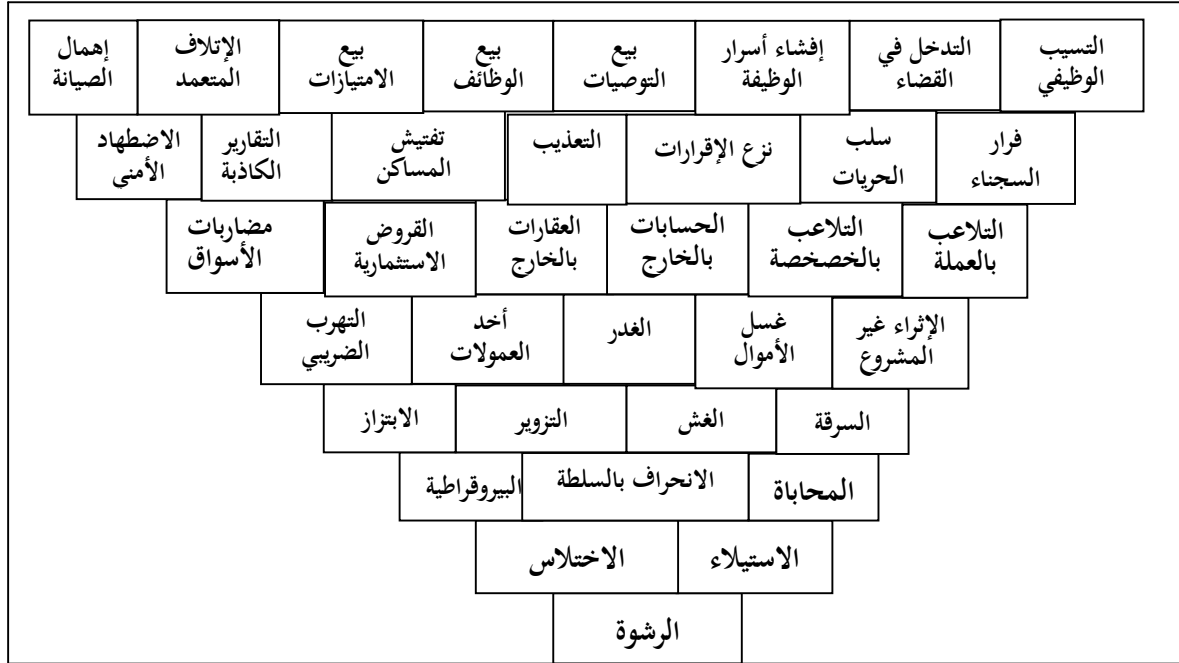 التسيب
الوظيفي
التدخل في
القضاء
إفشاء أسرار
الوظيفة
بيع
التوصيات
بيع
الوظائف
بيع
الامتيازات
الإتلاف
المتعمد
إهمال
الصيانة
فرار
السجناء
سلب
الحريات
نزع الإقرارات
التعذيب
تفتيش
المساكن
التقارير
الكاذبة
الاضطهاد
الأمني
التلاعب
بالعملة
التلاعب
بالخصخصة
الحسابات
بالخارج
العقارات
بالخارج
القروض
الاستثمارية
مضاربات
الأسواق
الإثراء غير
المشروع
غسل
الأموال
الغدر
أخد
العمولات
التهرب
الضريبي
السرقة
الغش
التزوير
الابتزاز
المحاباة
الانحراف بالسلطة
البيروقراطية
الاستيلاء
الاختلاس
الرشوة